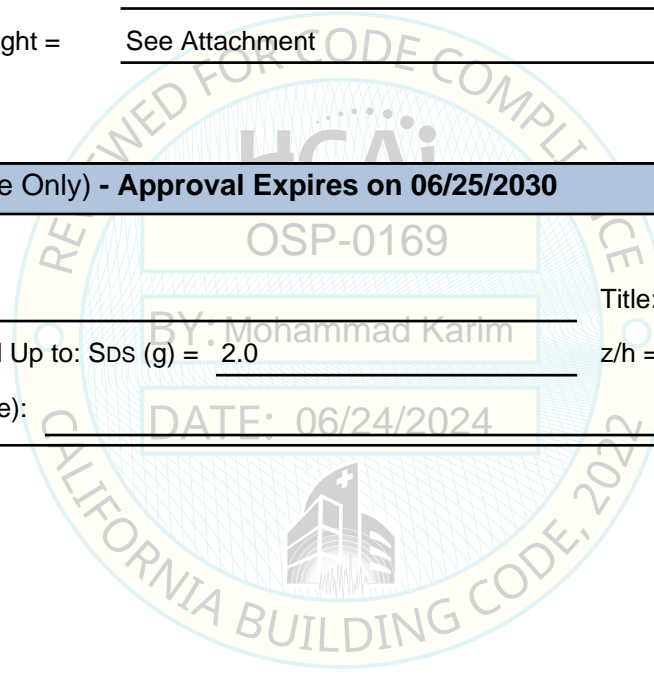 ght = See Attachment
REVIEWED FOR CODE COMPLIANCE
HCAi
e Only) - Approval Expires on 06/25/2030
OSP-0169
Title:
BY: Mohammad Karim
l Up to: SDS (g) = 2.0 z/h =
e):
DATE: 06/24/2024
CALIFORNIA BUILDING CODE, 2022